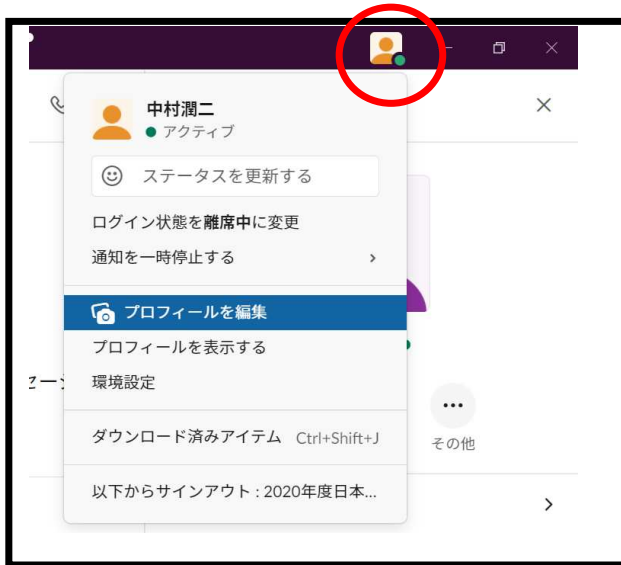 中村潤二
アクティブ
ステータスを更新する
ログイン状態を離席中に変更
通知を一時停止する
プロフィールを編集
プロフィールを表示する
環境設定
ダウンロード済みアイテム Ctrl+Shift+J
その他
以下からサインアウト : 2020年度日本...